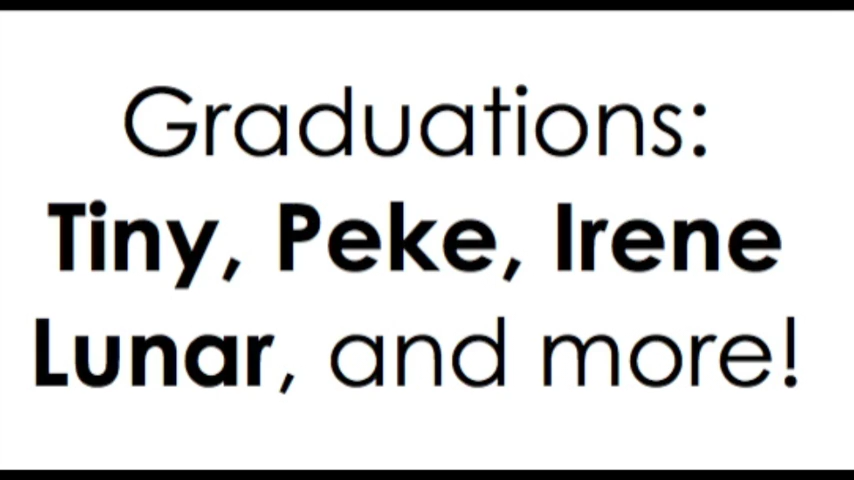 Graduations:
Tiny, Peke, Irene
Lunar, and more!